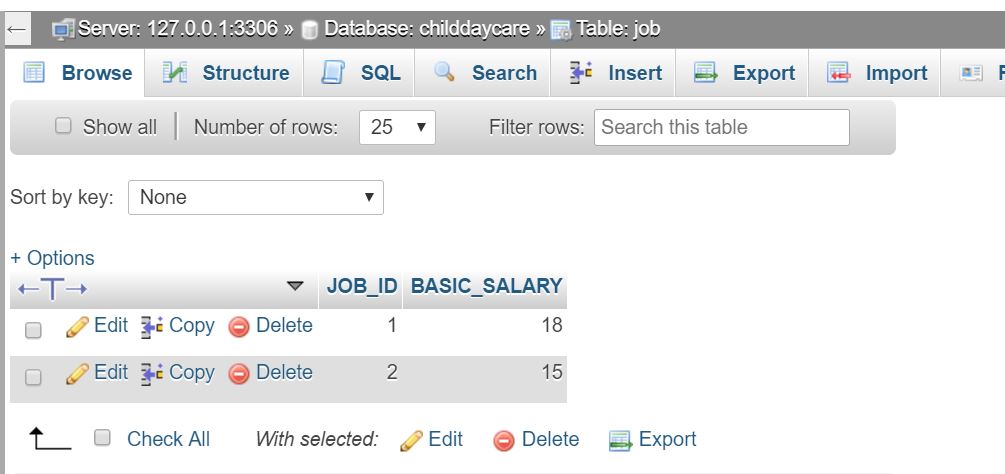 ← Server: 127.0.0.1:3306 » Database: childdaycare » Table: job
Browse Structure SQL Search Insert Export Import
Show all Number of rows: 25 Filter rows: Search this table
Sort by key: None
+ Options
←T→ JOB_ID BASIC_SALARY
Edit Copy Delete 1 18
Edit Copy Delete 2 15
Check All With selected: Edit Delete Export